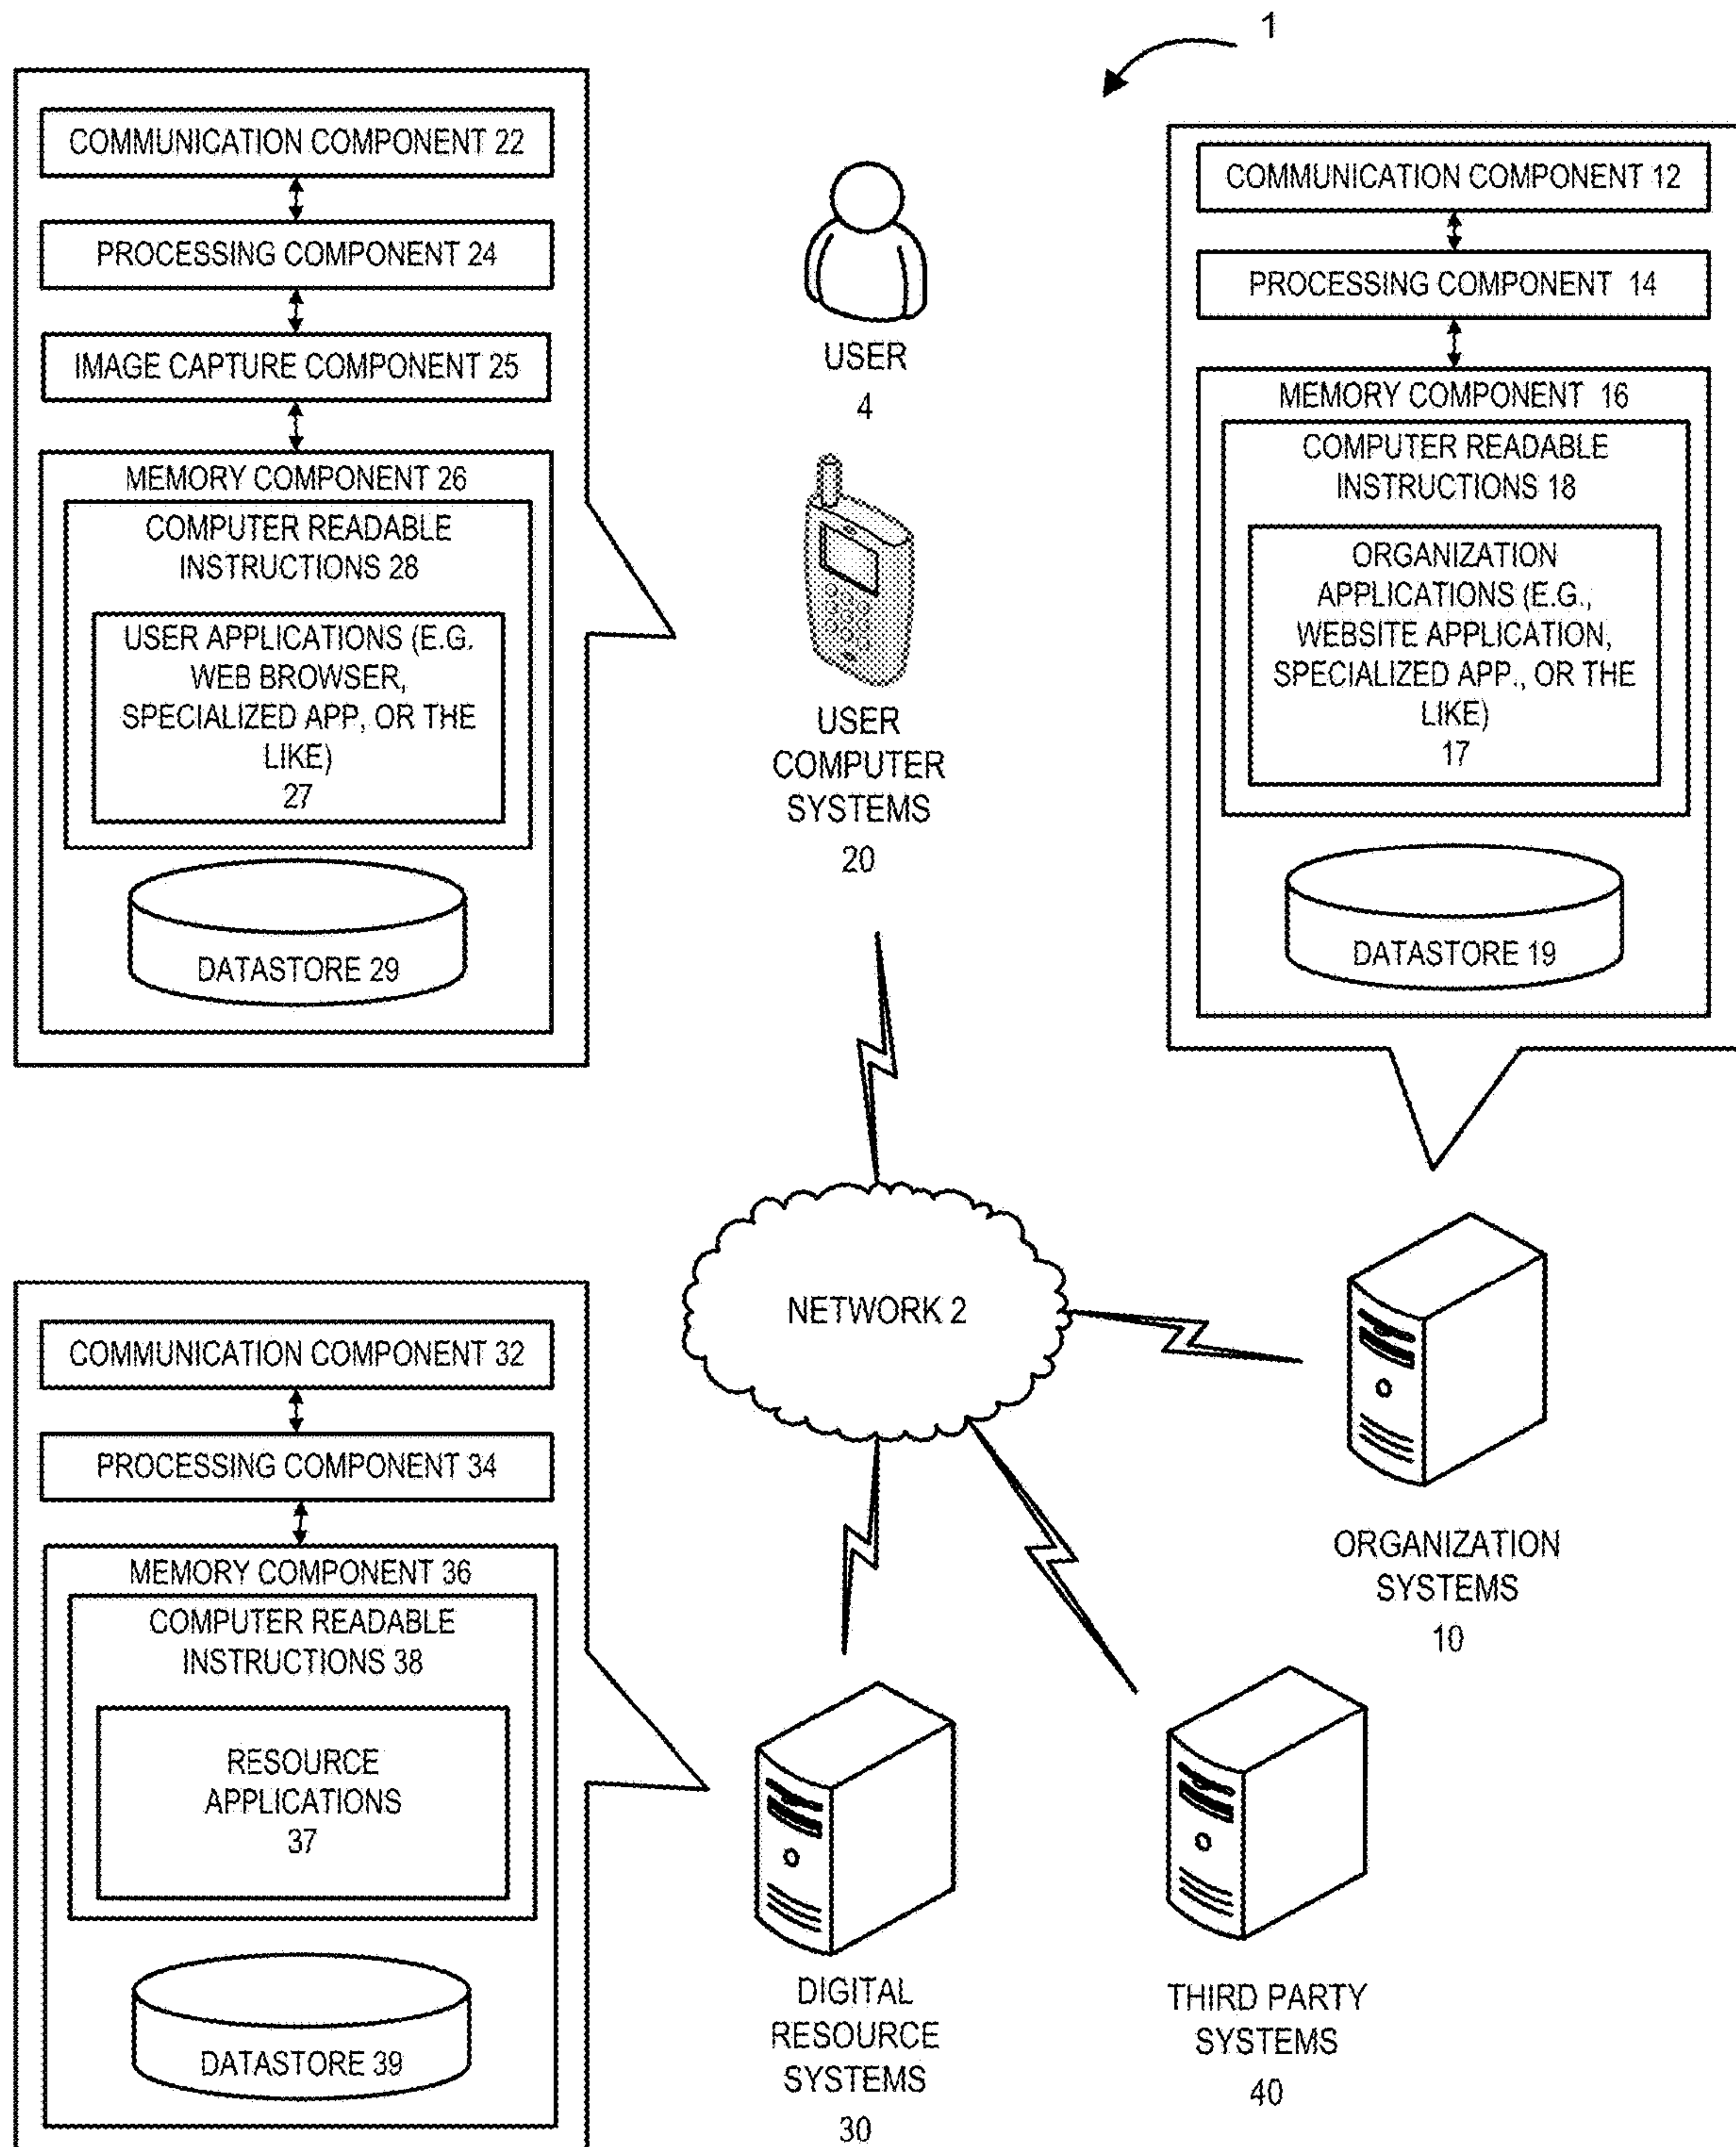 1
COMMUNICATION COMPONENT 22
PROCESSING COMPONENT 24
IMAGE CAPTURE COMPONENT 25
MEMORY COMPONENT 26
COMPUTER READABLE
INSTRUCTIONS 28
USER APPLICATIONS (E.G.
WEB BROWSER,
SPECIALIZED APP, OR THE
LIKE)
27
DATASTORE 29
USER
4
USER
COMPUTER
SYSTEMS
20
COMMUNICATION COMPONENT 12
PROCESSING COMPONENT 14
MEMORY COMPONENT 16
COMPUTER READABLE
INSTRUCTIONS 18
ORGANIZATION
APPLICATIONS (E.G.,
WEBSITE APPLICATION,
SPECIALIZED APP., OR THE
LIKE)
17
DATASTORE 19
NETWORK 2
ORGANIZATION
SYSTEMS
10
COMMUNICATION COMPONENT 32
PROCESSING COMPONENT 34
MEMORY COMPONENT 36
COMPUTER READABLE
INSTRUCTIONS 38
RESOURCE
APPLICATIONS
37
DATASTORE 39
DIGITAL
RESOURCE
SYSTEMS
30
THIRD PARTY
SYSTEMS
40